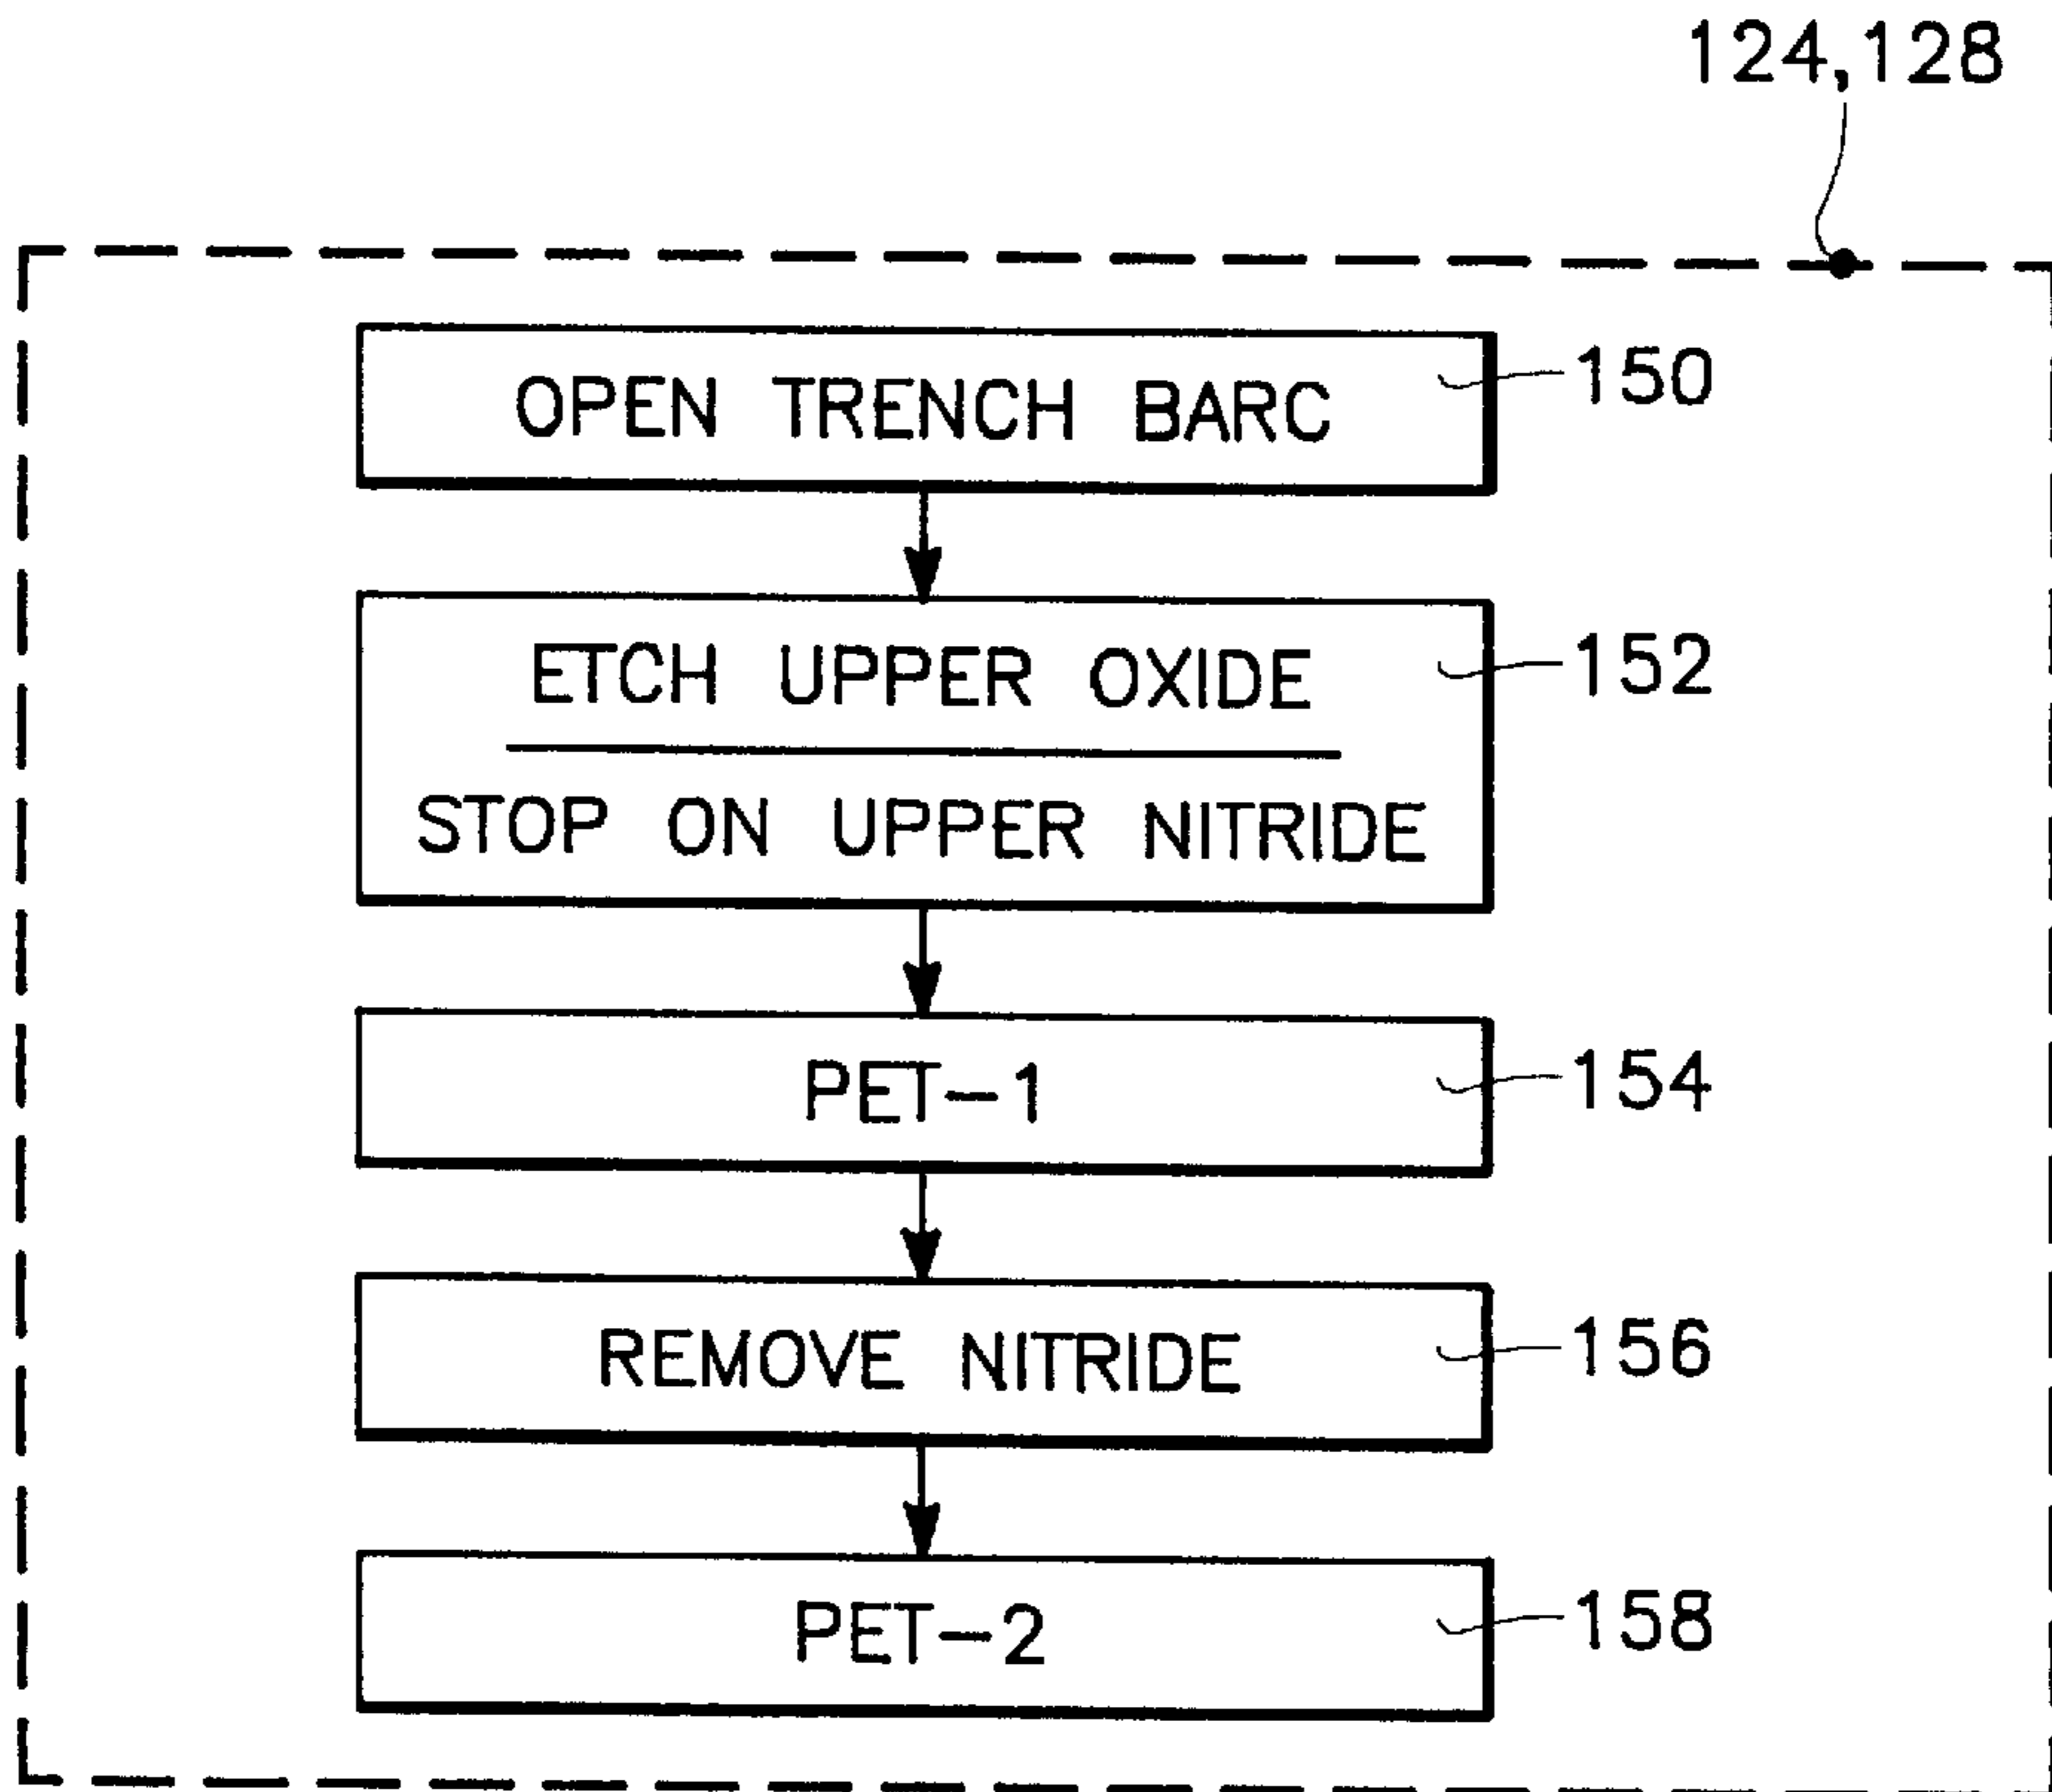 124,128
OPEN TRENCH BARC
150
ETCH UPPER OXIDE
152
STOP ON UPPER NITRIDE
PET-1
154
REMOVE NITRIDE
156
PET-2
158